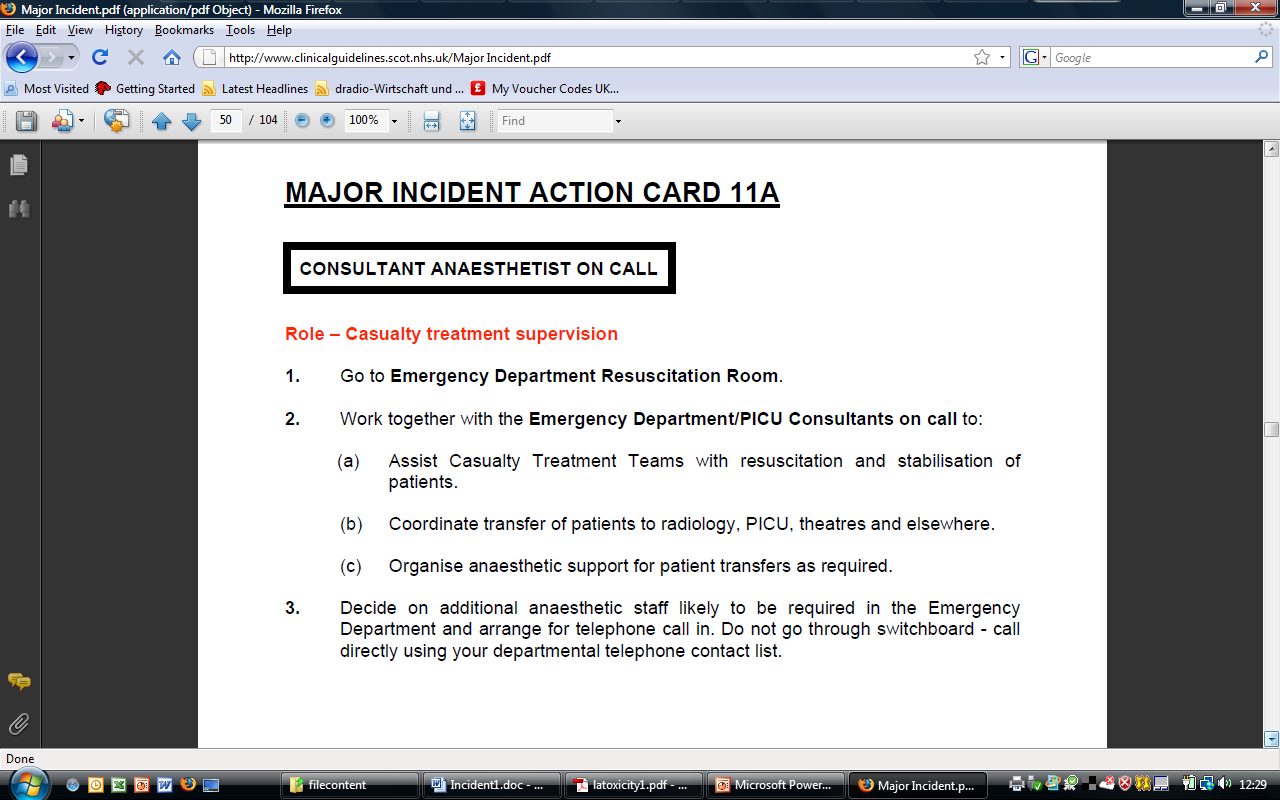 Major Incident.pdf (application/pdf Object) - Mozilla Firefox
File Edit View History Bookmarks Tools Help
http://www.clinicalguidelines.scot.nhs.uk/Major Incident.pdf
G Google
Most Visited Getting Started Latest Headlines dradio-Wirtschaft und ... £ My Voucher Codes UK...
50 / 104 100% Find
MAJOR INCIDENT ACTION CARD 11A
CONSULTANT ANAESTHETIST ON CALL
Role – Casualty treatment supervision
1. Go to Emergency Department Resuscitation Room.
2. Work together with the Emergency Department/PICU Consultants on call to:
(a) Assist Casualty Treatment Teams with resuscitation and stabilisation of
patients.
(b) Coordinate transfer of patients to radiology, PICU, theatres and elsewhere.
(c) Organise anaesthetic support for patient transfers as required.
3. Decide on additional anaesthetic staff likely to be required in the Emergency
Department and arrange for telephone call in. Do not go through switchboard - call
directly using your departmental telephone contact list.
Done
filecontent Incident1.doc - ... latoxicity1.pdf - ... Microsoft Power... Major Incident.p... 12:29